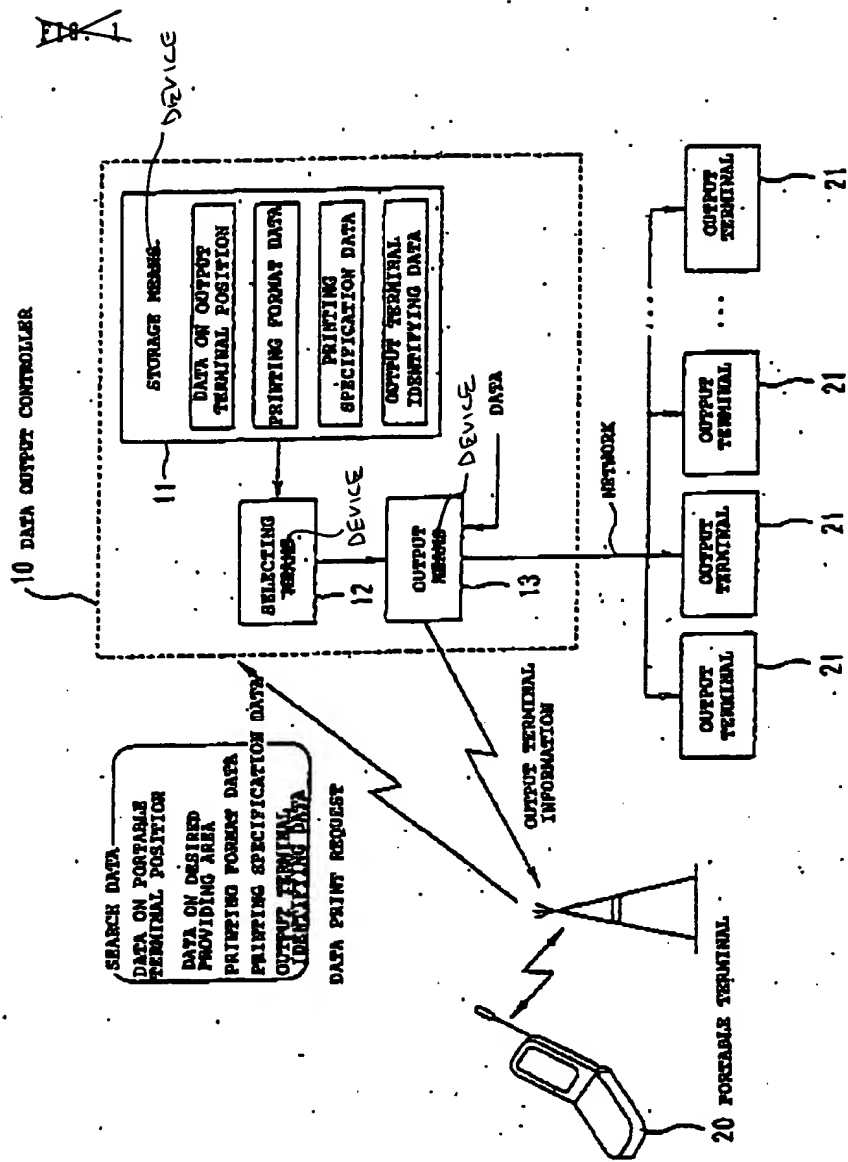 10 DATA OUTPUT CONTROLLER
11
STORAGE MEANS
DEVICE
DATA ON OUTPUT
TERMINAL POSITION
PRINTING FORMAT DATA
PRINTING
SPECIFICATION DATA
OUTPUT TERMINAL
IDENTIFYING DATA
SELECTING
MEANS
DEVICE
12
OUTPUT
MEANS
DEVICE
13
DATA
SEARCH DATA
DATA ON PORTABLE
TERMINAL POSITION
DATA ON DESIRED
PROVIDING AREA
PRINTING FORMAT DATA
PRINTING SPECIFICATION DATA
OUTPUT TERMINAL
IDENTIFYING DATA
DATA PRINT REQUEST
OUTPUT TERMINAL
INFORMATION
NETWORK
20 PORTABLE TERMINAL
OUTPUT
TERMINAL
21
OUTPUT
TERMINAL
21
OUTPUT
TERMINAL
21
...
OUTPUT
TERMINAL
21